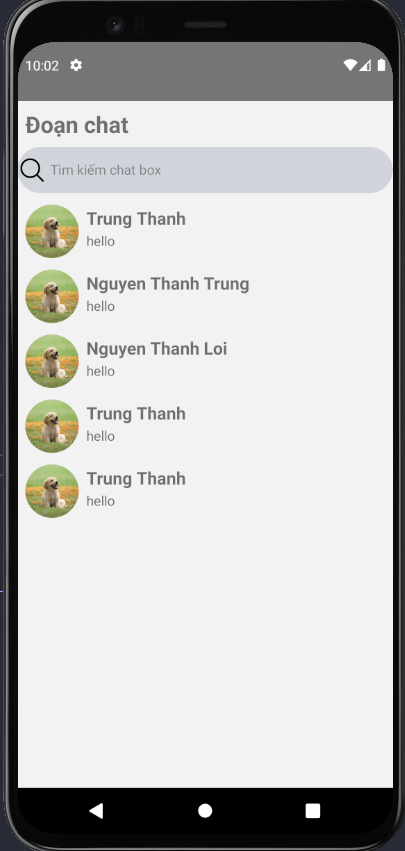 10:02
Đoạn chat
Tìm kiếm chat box
Trung Thanh
hello
Nguyen Thanh Trung
hello
Nguyen Thanh Loi
hello
Trung Thanh
hello
Trung Thanh
hello